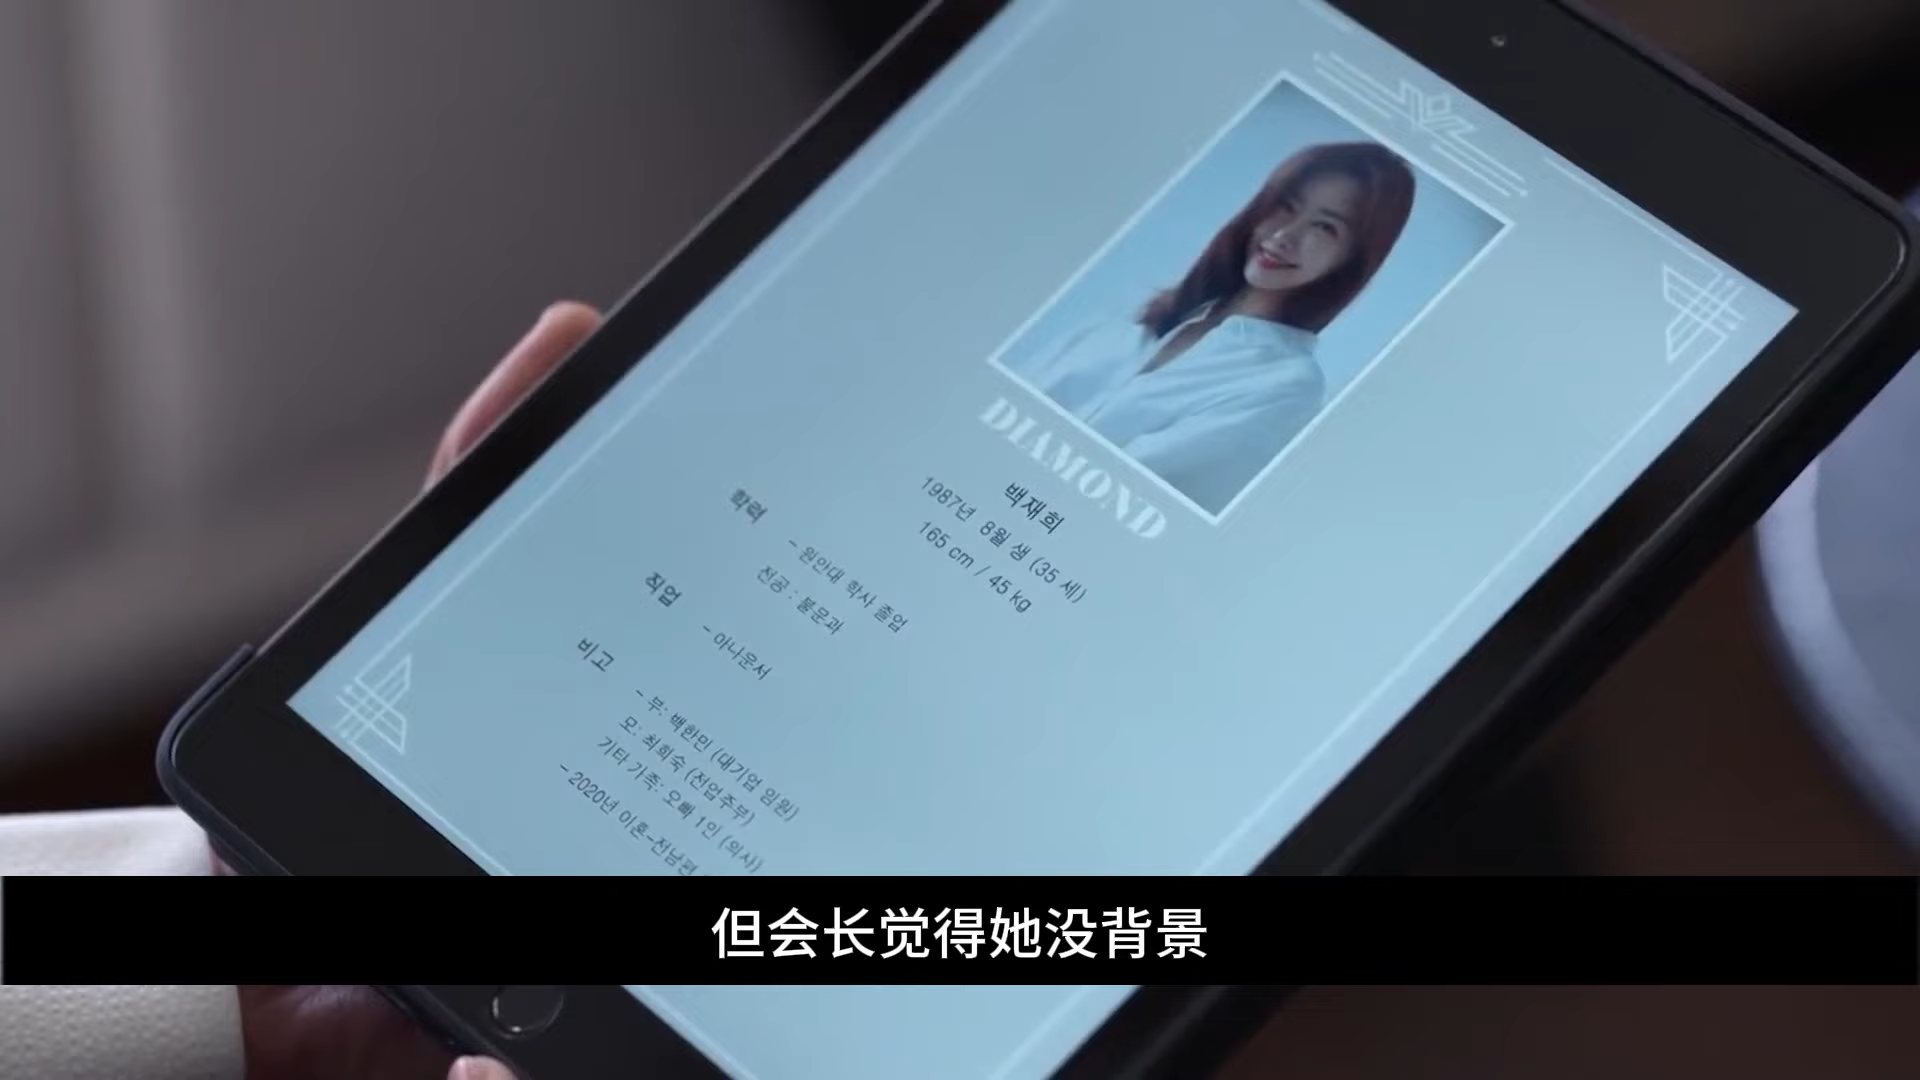 DIAMOND
백재희
1987년 8월 생 (35 세)
165 cm / 45 kg
학력
- 원안대 학사 졸업
전공 : 불문과
직업
- 아나운서
비고
- 부: 백한민 (대기업 임원)
모: 최희숙 (전업주부)
기타 가족: 오빠 1인 (의사)
- 2020년 이혼-전남편
但会长觉得她没背景